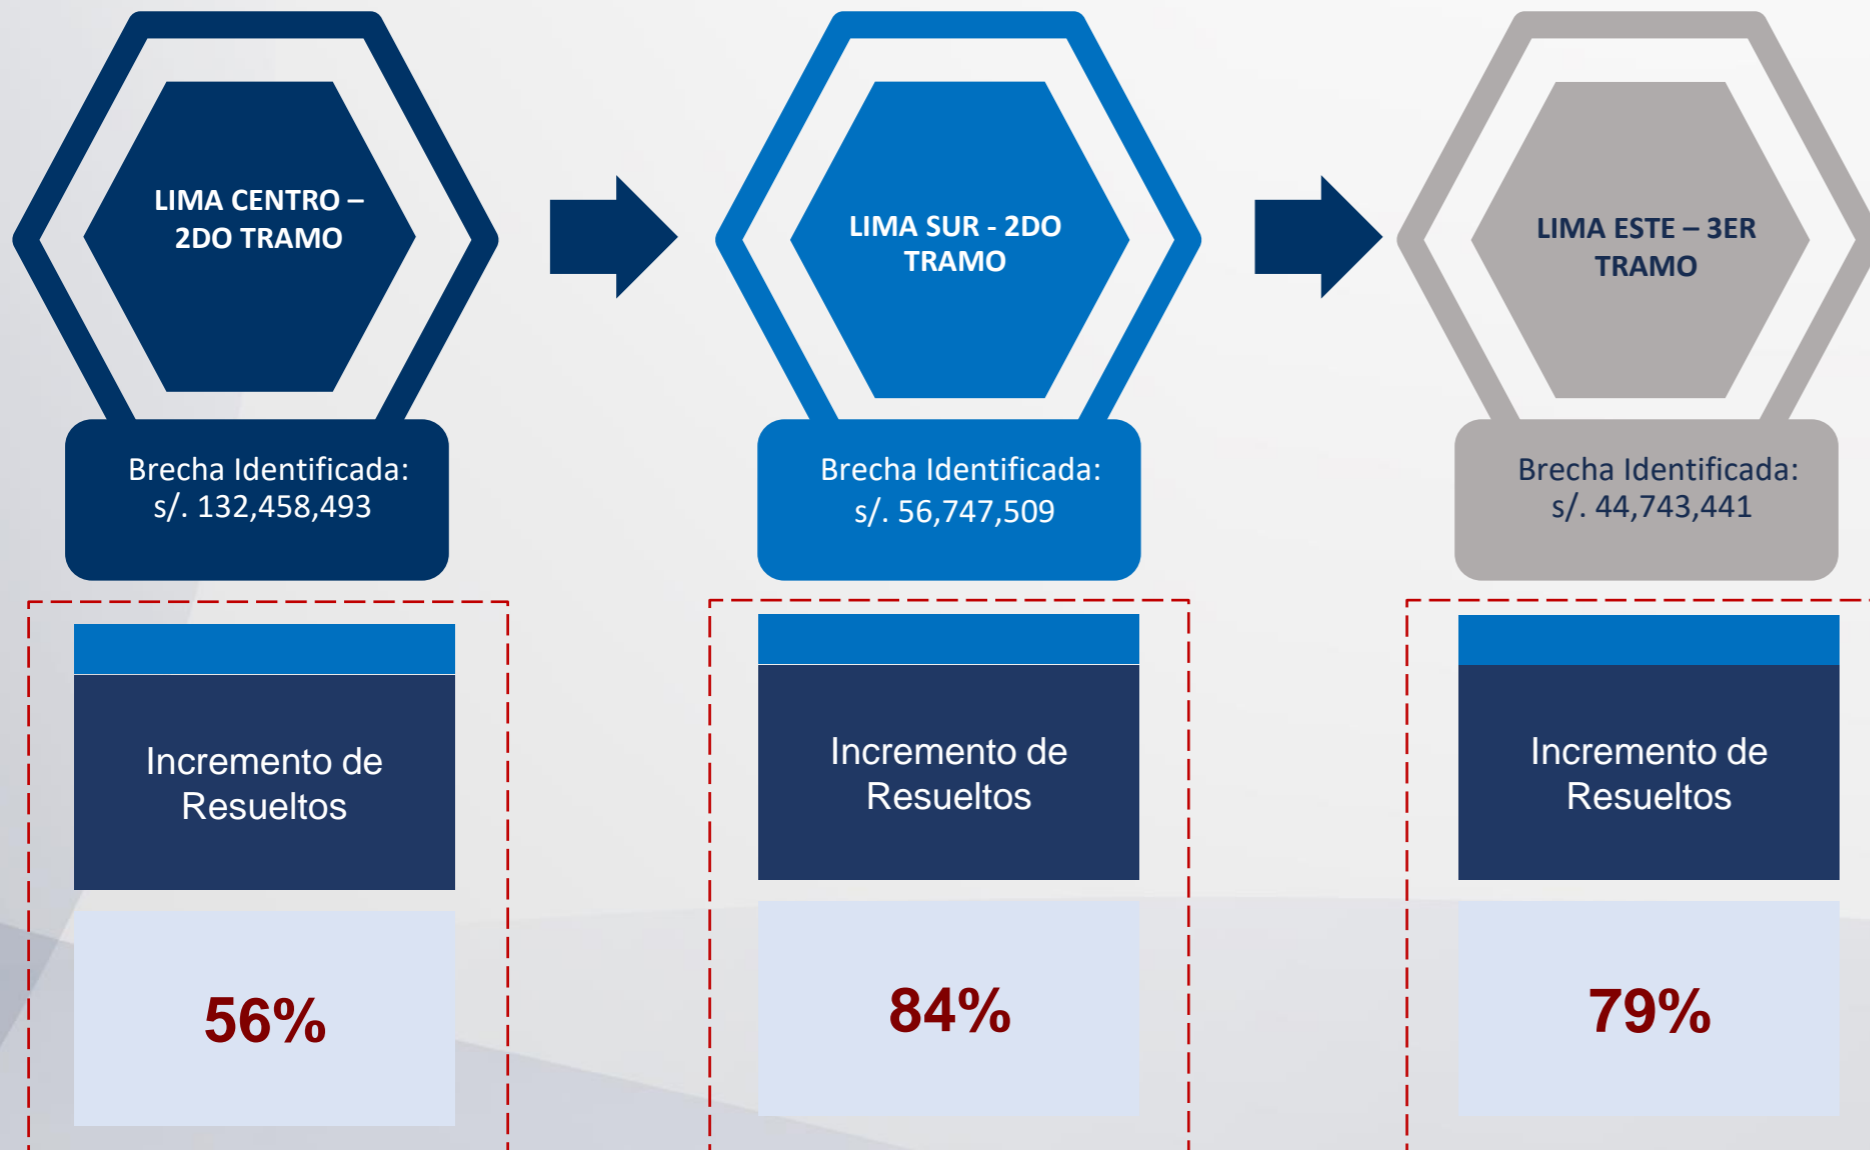 LIMA CENTRO –
2DO TRAMO
Brecha Identificada:
s/. 132,458,493
Incremento de
Resueltos
56%
LIMA SUR - 2DO
TRAMO
Brecha Identificada:
s/. 56,747,509
Incremento de
Resueltos
84%
LIMA ESTE – 3ER
TRAMO
Brecha Identificada:
s/. 44,743,441
Incremento de
Resueltos
79%